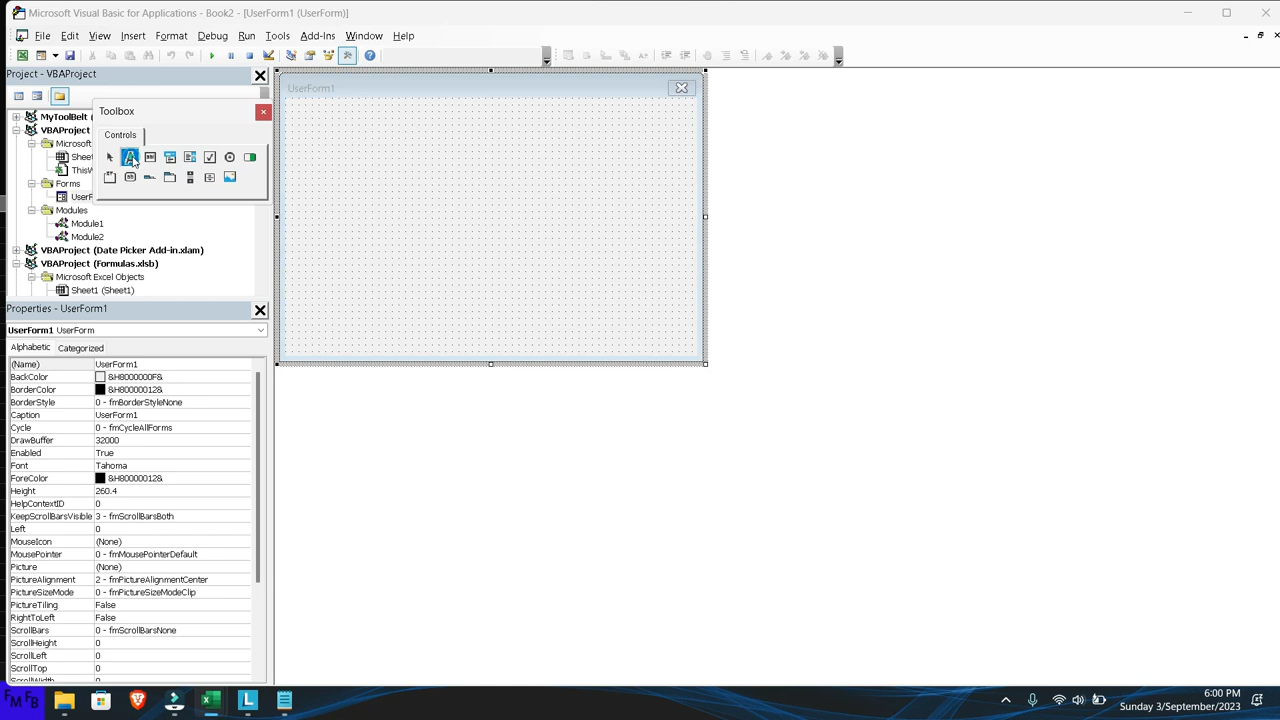 Microsoft Visual Basic for Applications - Book2 - [UserForm1 (UserForm)]
File Edit View Insert Format Debug Run Tools Add-Ins Window Help
Project - VBAProject
Toolbox
Controls
MyToolBelt (
VBAProject
Microsoft
Sheet
ThisW
Forms
UserF
Modules
Module1
Module2
VBAProject (Date Picker Add-in.xlam)
VBAProject (Formulas.xlsb)
Microsoft Excel Objects
Sheet1 (Sheet1)
UserForm1
Properties - UserForm1
UserForm1 UserForm
Alphabetic Categorized
(Name) UserForm1
BackColor &H8000000F&
BorderColor &H80000012&
BorderStyle 0 - fmBorderStyleNone
Caption UserForm1
Cycle 0 - fmCycleAllForms
DrawBuffer 32000
Enabled True
Font Tahoma
ForeColor &H80000012&
Height 260.4
HelpContextID 0
KeepScrollBarsVisible 3 - fmScrollBarsBoth
Left 0
MouseIcon (None)
MousePointer 0 - fmMousePointerDefault
Picture (None)
PictureAlignment 2 - fmPictureAlignmentCenter
PictureSizeMode 0 - fmPictureSizeModeClip
PictureTiling False
RightToLeft False
ScrollBars 0 - fmScrollBarsNone
ScrollHeight 0
ScrollLeft 0
ScrollTop 0
ScrollWidth 0
6:00 PM
Sunday 3/September/2023